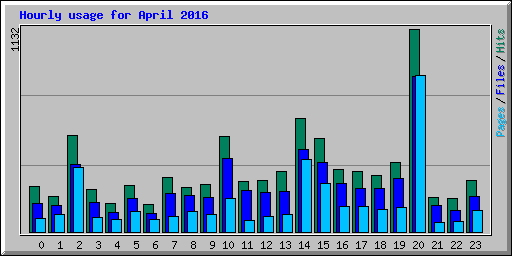 Hourly usage for April 2016
1132
Pages / Files / Hits
0 1 2 3 4 5 6 7 8 9 10 11 12 13 14 15 16 17 18 19 20 21 22 23